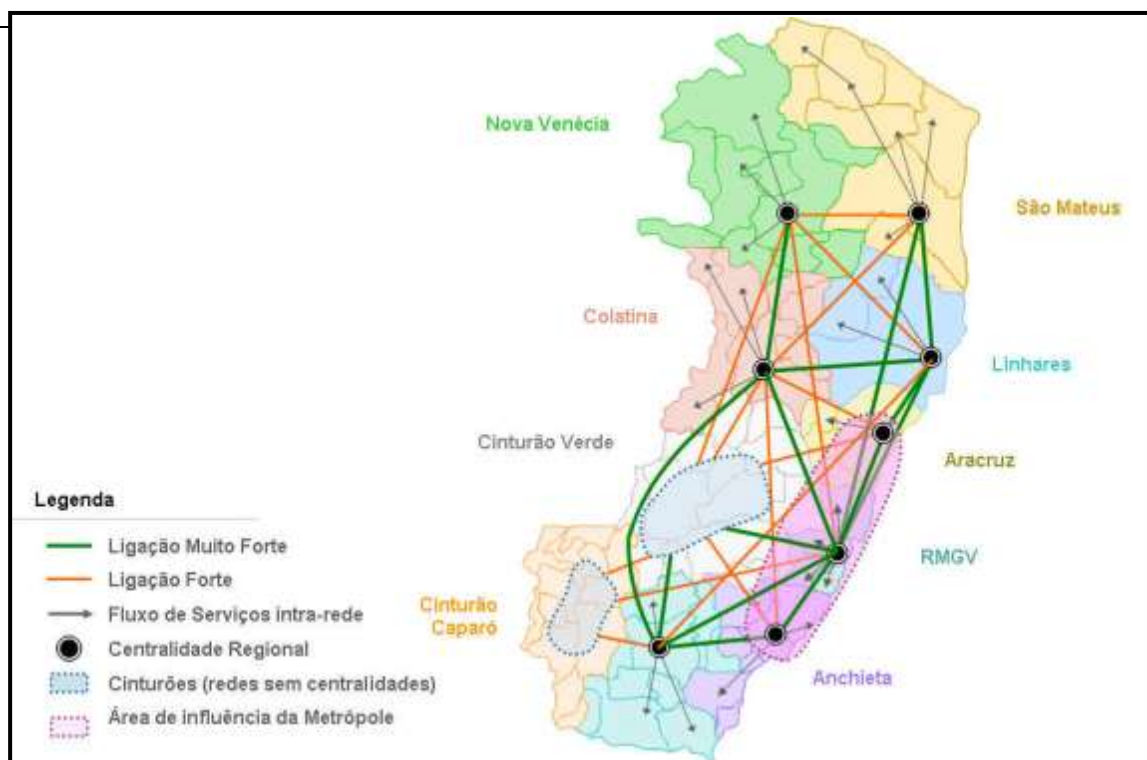 Nova Venécia
São Mateus
Colatina
Linhares
Cinturão Verde
Aracruz
Legenda
Ligação Muito Forte
RMGV
Ligação Forte
Fluxo de Serviços intra-rede
Cinturão
Caparó
Centralidade Regional
Anchieta
Cinturões (redes sem centralidades)
Área de influência da Metrópole